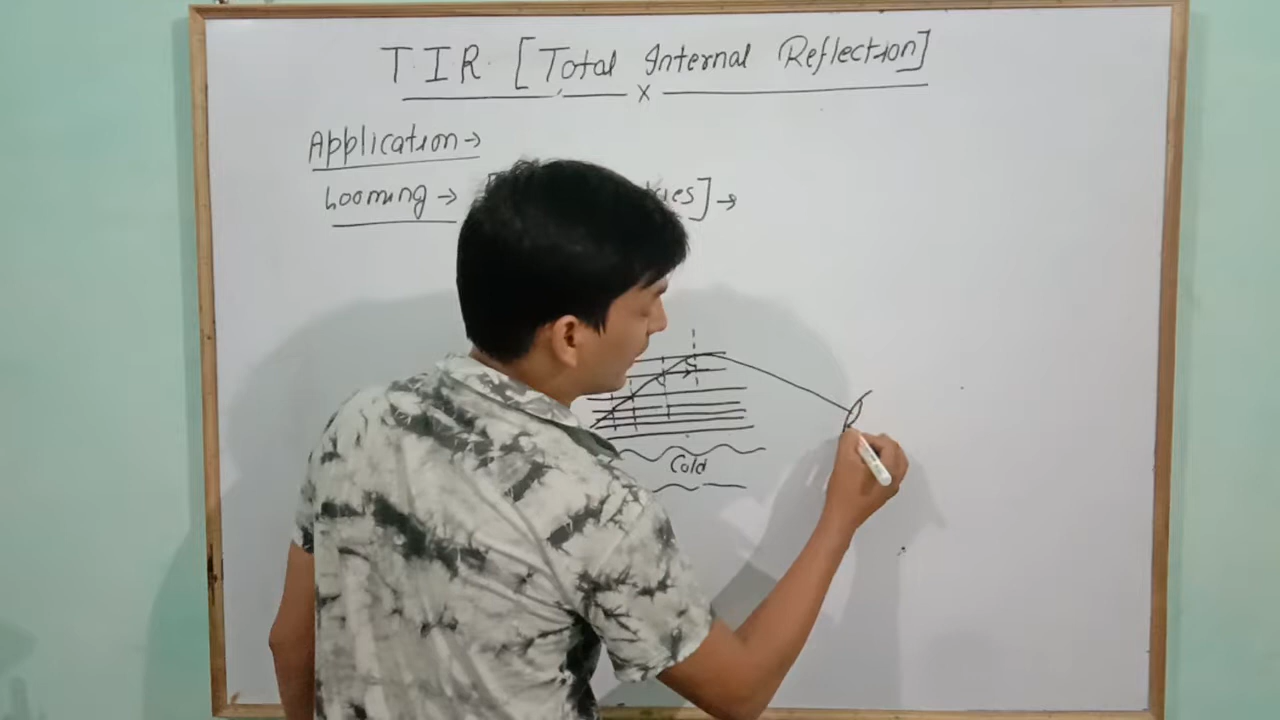 T.I.R. [Total Internal Reflection]
x
Application →
Looming → [ ] →
Cold